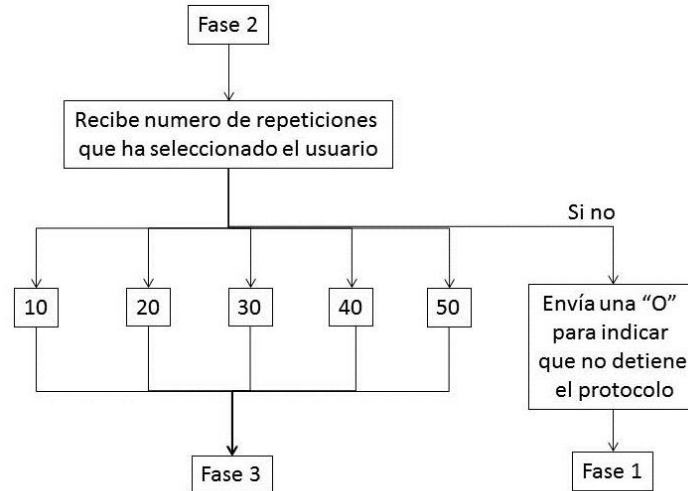 Fase 2
Recibe numero de repeticiones
que ha seleccionado el usuario
Si no
10
20
30
40
50
Envía una “O”
para indicar
que no detiene
el protocolo
Fase 3
Fase 1